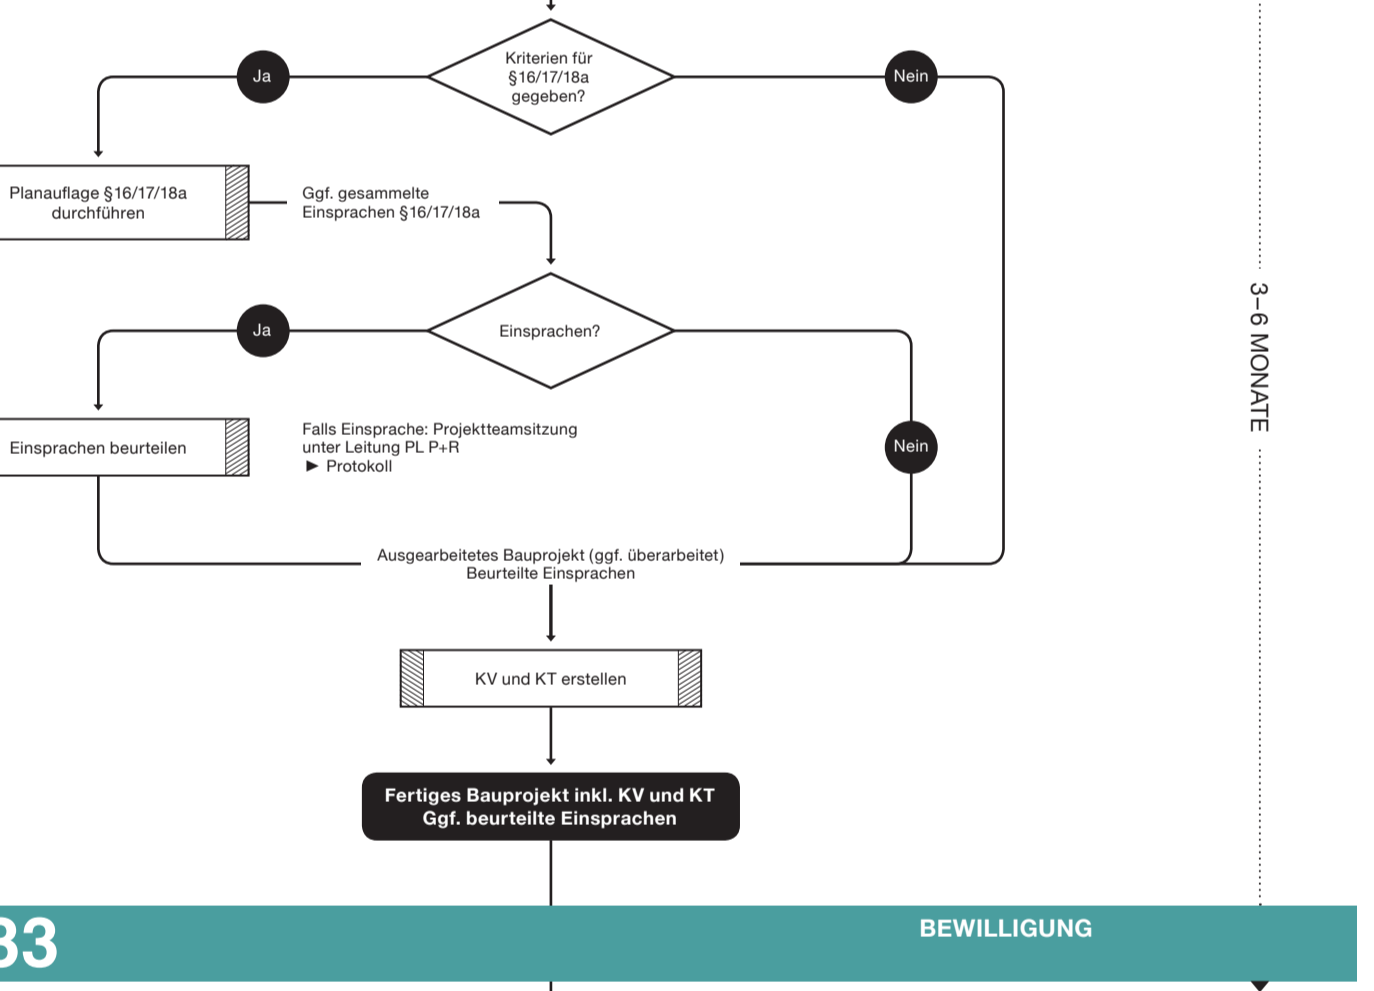 Kriterien für
§16/17/18a
gegeben?
Ja
Nein
Planauflage §16/17/18a
durchführen
Ggf. gesammelte
Einsprachen §16/17/18a
3–6 MONATE
Einsprachen?
Ja
Einsprachen beurteilen
Falls Einsprache: Projektteamsitzung
unter Leitung PL P+R
► Protokoll
Nein
Ausgearbeitetes Bauprojekt (ggf. überarbeitet)
Beurteilte Einsprachen
KV und KT erstellen
Fertiges Bauprojekt inkl. KV und KT
Ggf. beurteilte Einsprachen
33
BEWILLIGUNG